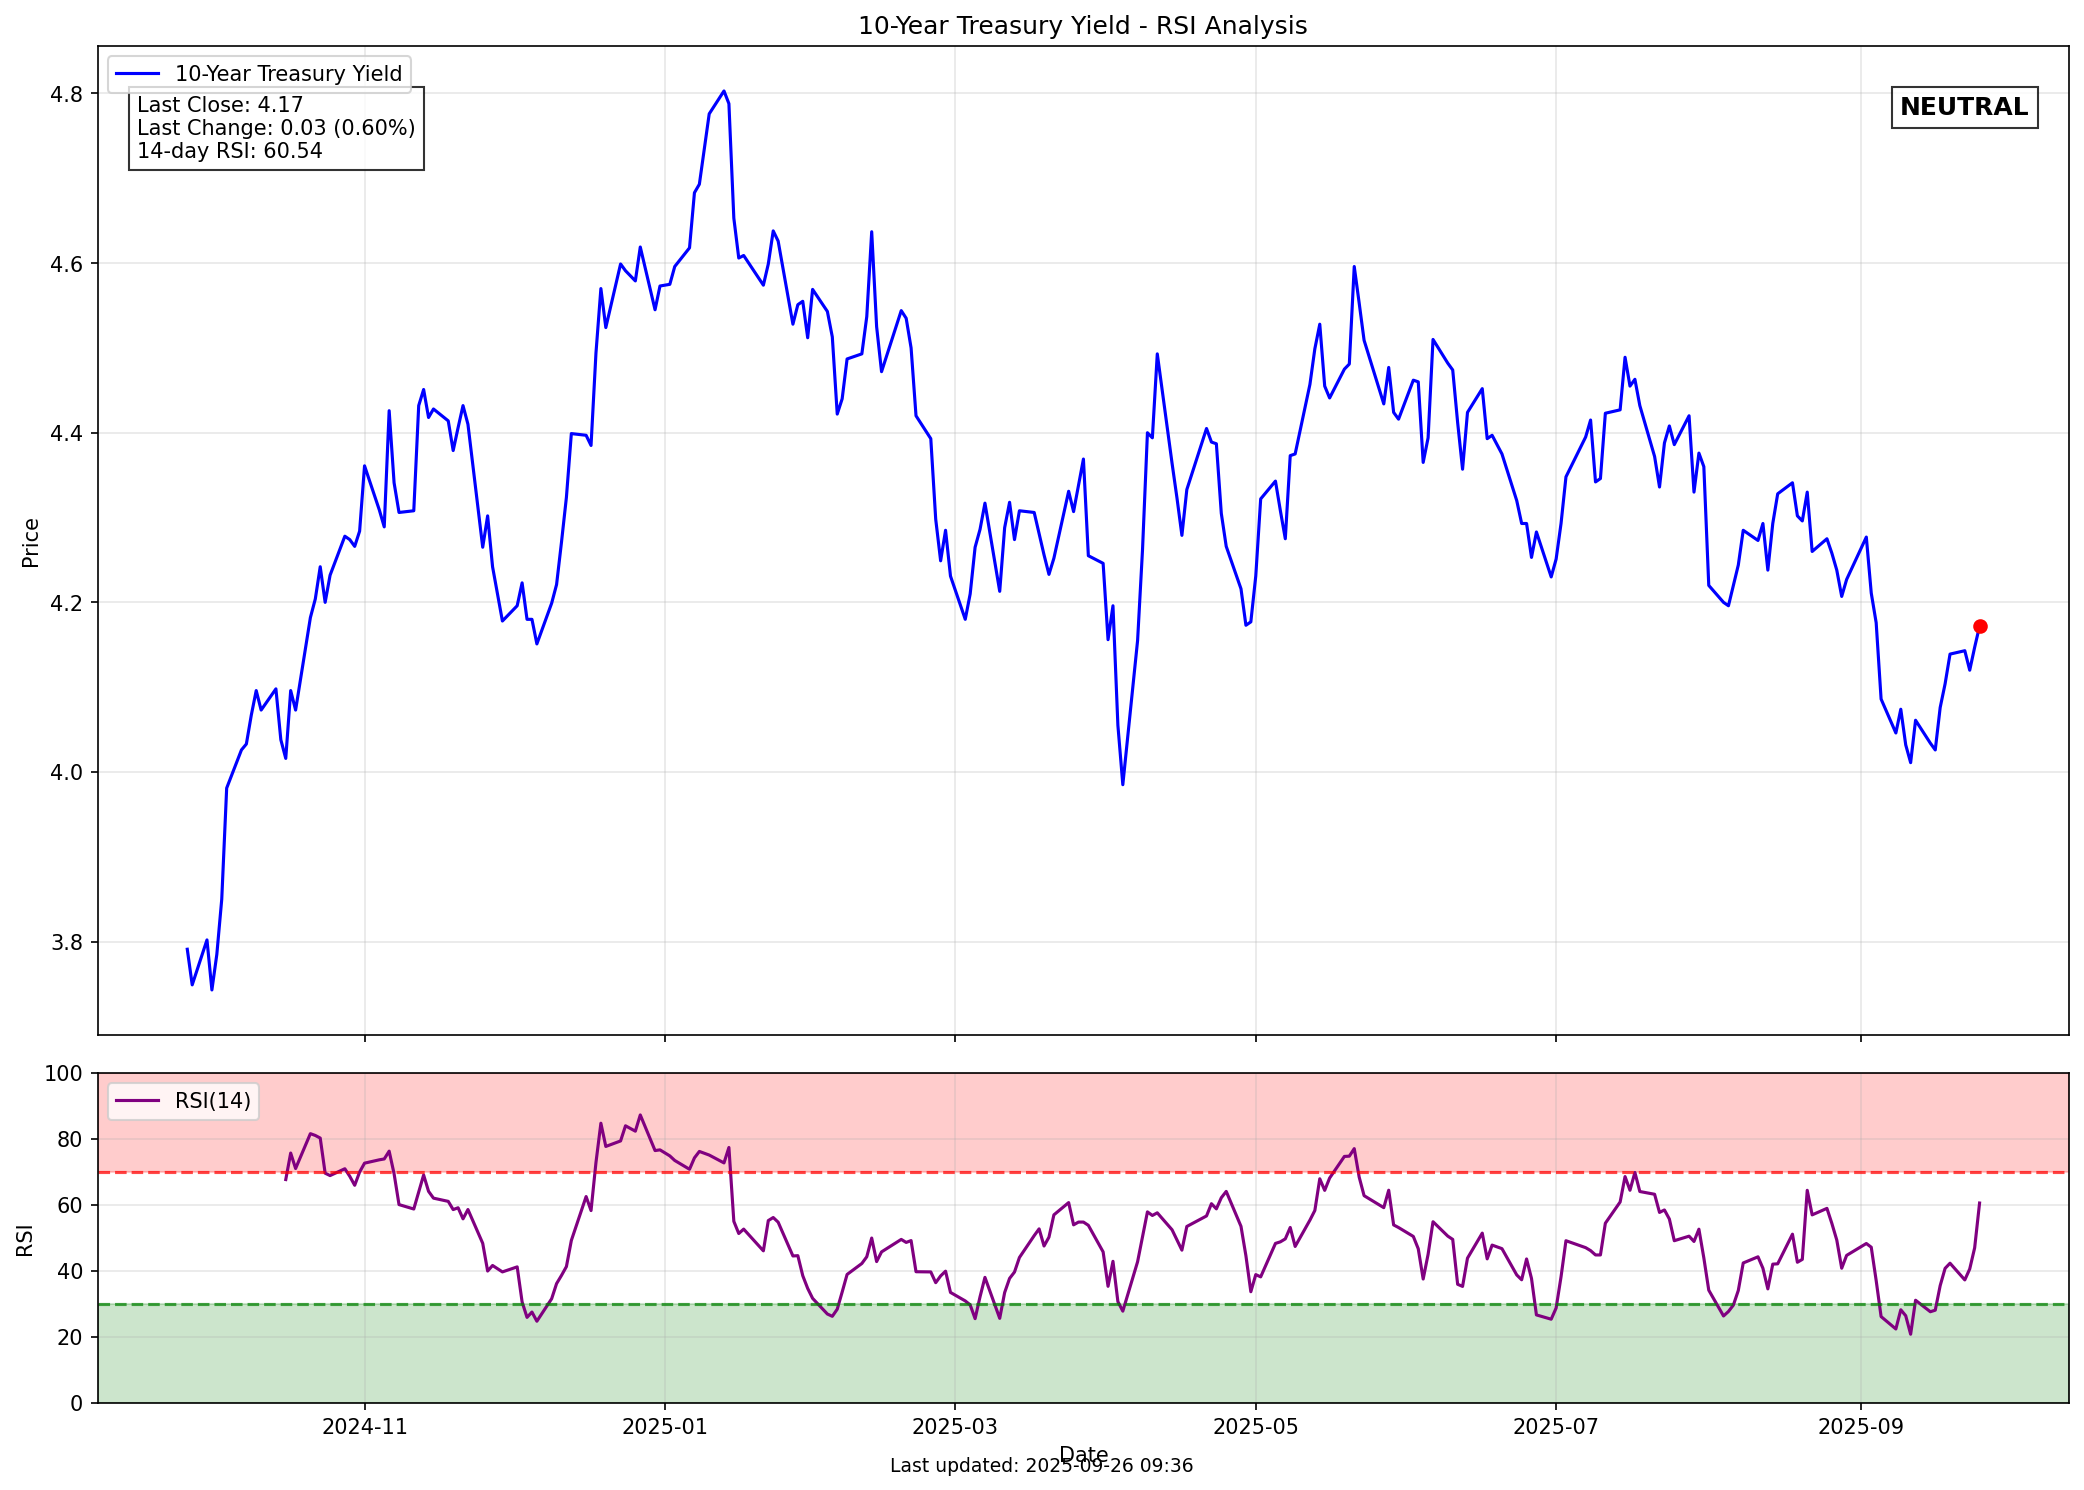 10-Year Treasury Yield - RSI Analysis
10-Year Treasury Yield
Last Close: 4.17
Last Change: 0.03 (0.60%)
14-day RSI: 60.54
NEUTRAL
Price
4.8
4.6
4.4
4.2
4.0
3.8
RSI(14)
RSI
100
80
60
40
20
0
2024-11
2025-01
2025-03
2025-05
2025-07
2025-09
Date
Last updated: 2025-09-26 09:36